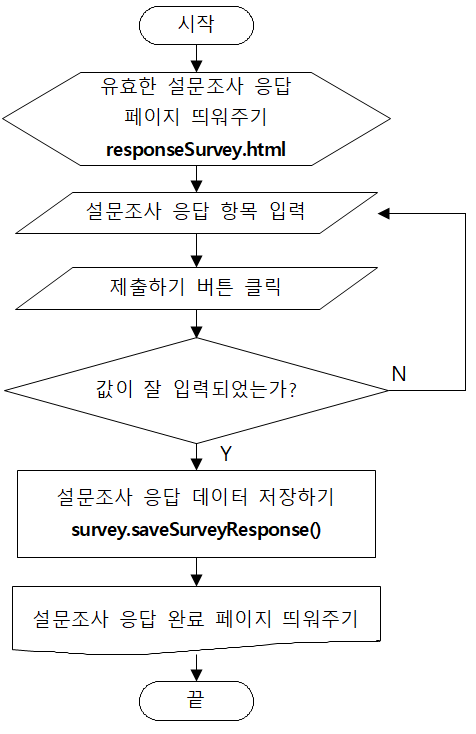 시작
유효한 설문조사 응답
페이지 띄워주기
responseSurvey.html
설문조사 응답 항목 입력
제출하기 버튼 클릭
값이 잘 입력되었는가?
N
Y
설문조사 응답 데이터 저장하기
survey.saveSurveyResponse()
설문조사 응답 완료 페이지 띄워주기
끝